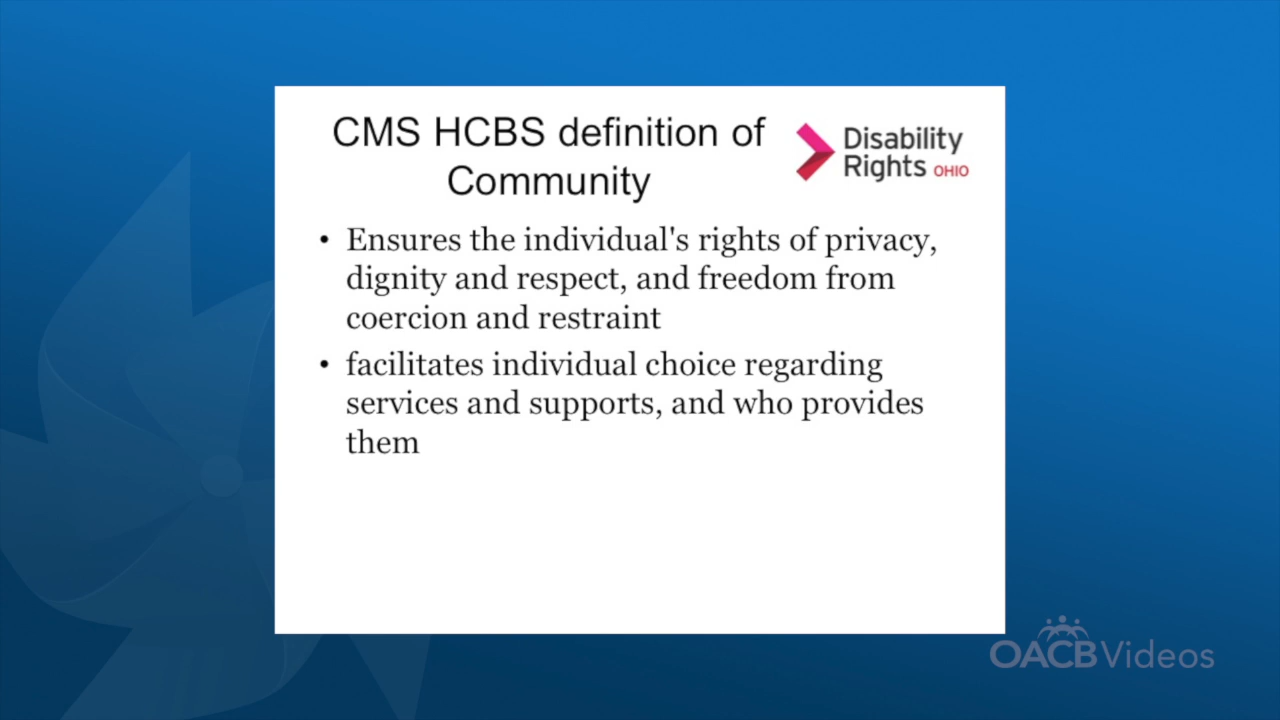 CMS HCBS definition of
Community
Disability
Rights OHIO
• Ensures the individual's rights of privacy,
dignity and respect, and freedom from
coercion and restraint
• facilitates individual choice regarding
services and supports, and who provides
them
OACBVideos